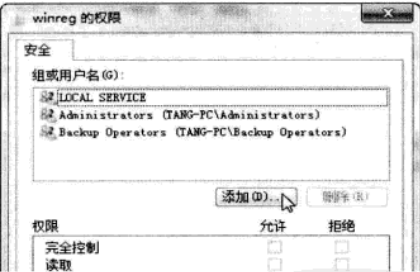 winreg 的权限
安全
组或用户名(G):
LOCAL SERVICE
Administrators (TANG-PC\Administrators)
Backup Operators (TANG-PC\Backup Operators)
添加(D)... 删除(R)
权限 允许 拒绝
完全控制
读取